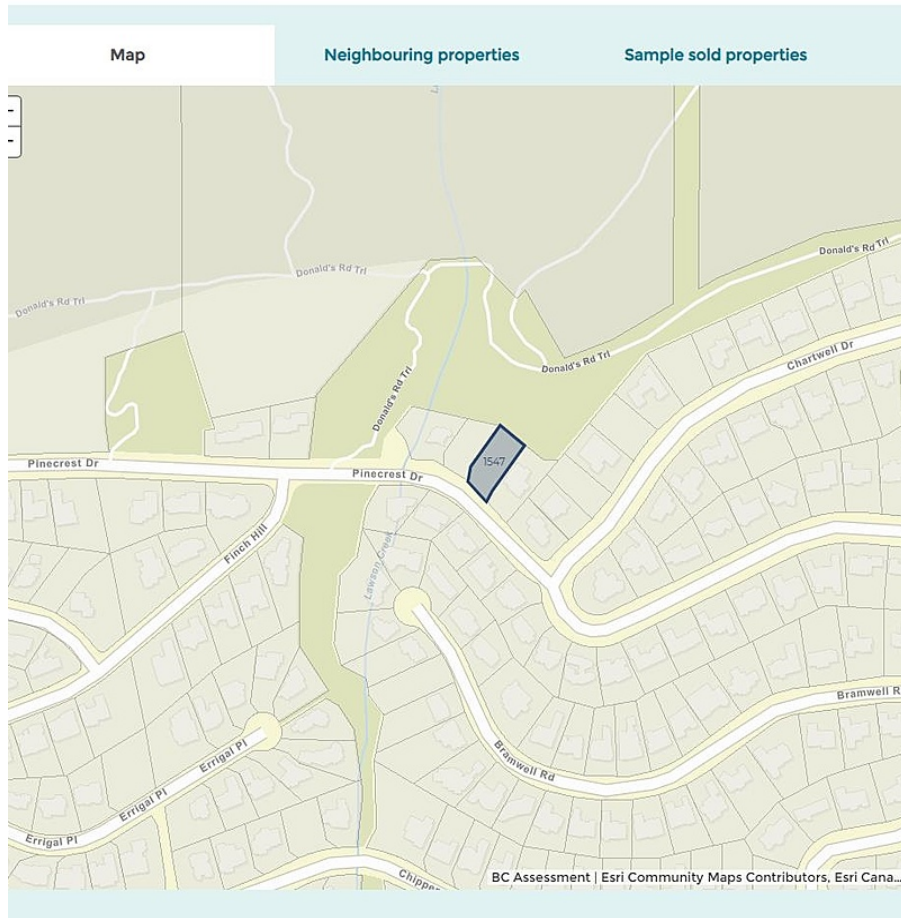 Map
Neighbouring properties
Sample sold properties
Donald's Rd Trl
Donald's Rd Trl
Donald's Rd Trl
Donald's Rd Trl
Donald's Rd Trl
Chartwell Dr
1547
Pinecrest Dr
Pinecrest Dr
Finch Hill
Lawson Creek
Bramwell Rd
Bramwell Rd
Errigal Pl
Errigal Pl
Errigal Pl
BC Assessment | Esri Community Maps Contributors, Esri Cana...